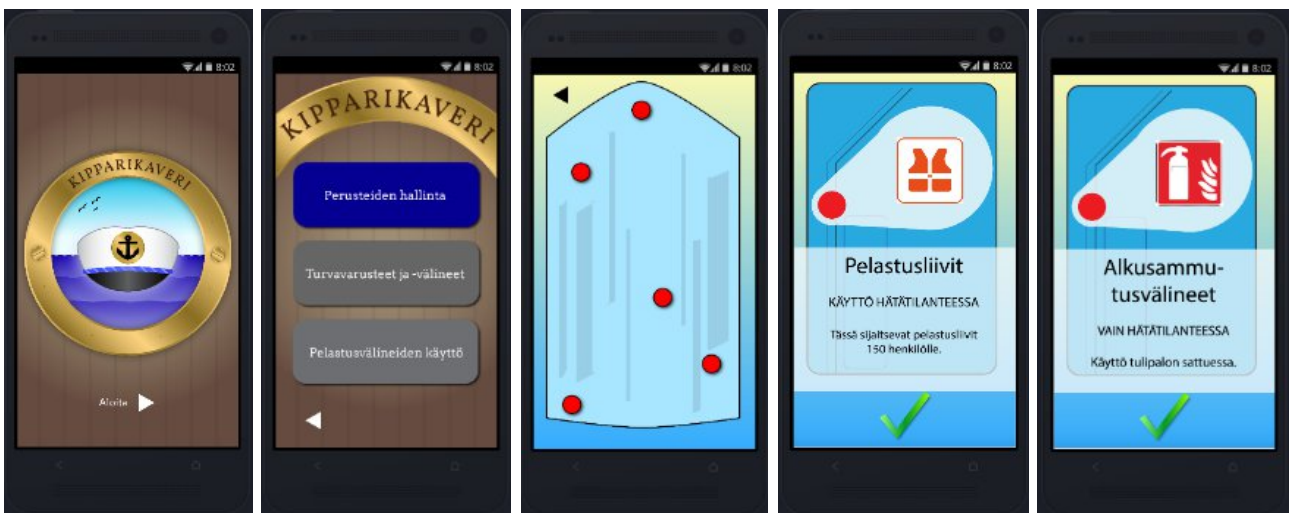 8:02
KIPPARIKAVERI
Aloita
8:02
KIPPARIKAVERI
Perusteiden hallinta
Turvavarusteet ja -välineet
Pelastusvälineiden käyttö
8:02
8:02
Pelastusliivit
KÄYTTÖ HÄTÄTILANTEESSA
Tässä sijaitsevat pelastusliivit
150 henkilölle.
8:02
Alkusammu-
tusvälineet
VAIN HÄTÄTILANTEESSA
Käyttö tulipalon sattuessa.